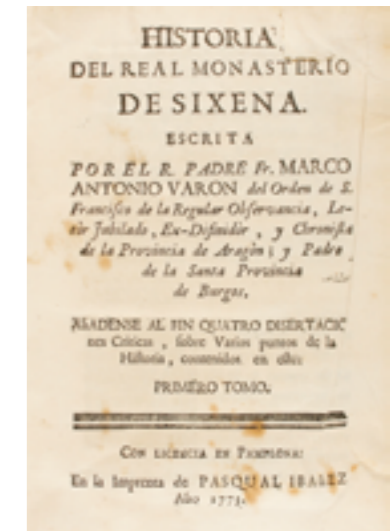 HISTORIA
DEL REAL MONASTERIO
DE SIXENA.
ESCRITA
POR EL R. PADRE Fr. MARCO
ANTONIO VARON del Orden de S.
Francisco de la Regular Observancia, Le-
ctor Jubilado, Ex-Difinidor, y Chronista
de la Provincia de Aragòn; y Padre
de la Santa Provincia
de Burgos,
AÑADENSE AL FIN QUATRO DISERTACIO
nes Criticas, sobre Varios puntos de la
Historia, contenidos en ella:
PRIMERO TOMO.
CON LICENCIA EN PAMPLONA:
En la Imprenta de PASQUAL IBAÑEZ
Año 1773.